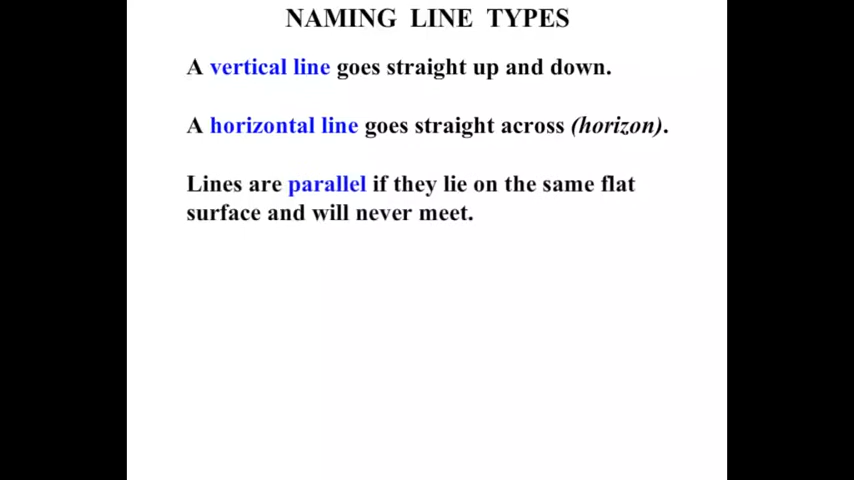 NAMING LINE TYPES
A vertical line goes straight up and down.
A horizontal line goes straight across (horizon).
Lines are parallel if they lie on the same flat
surface and will never meet.